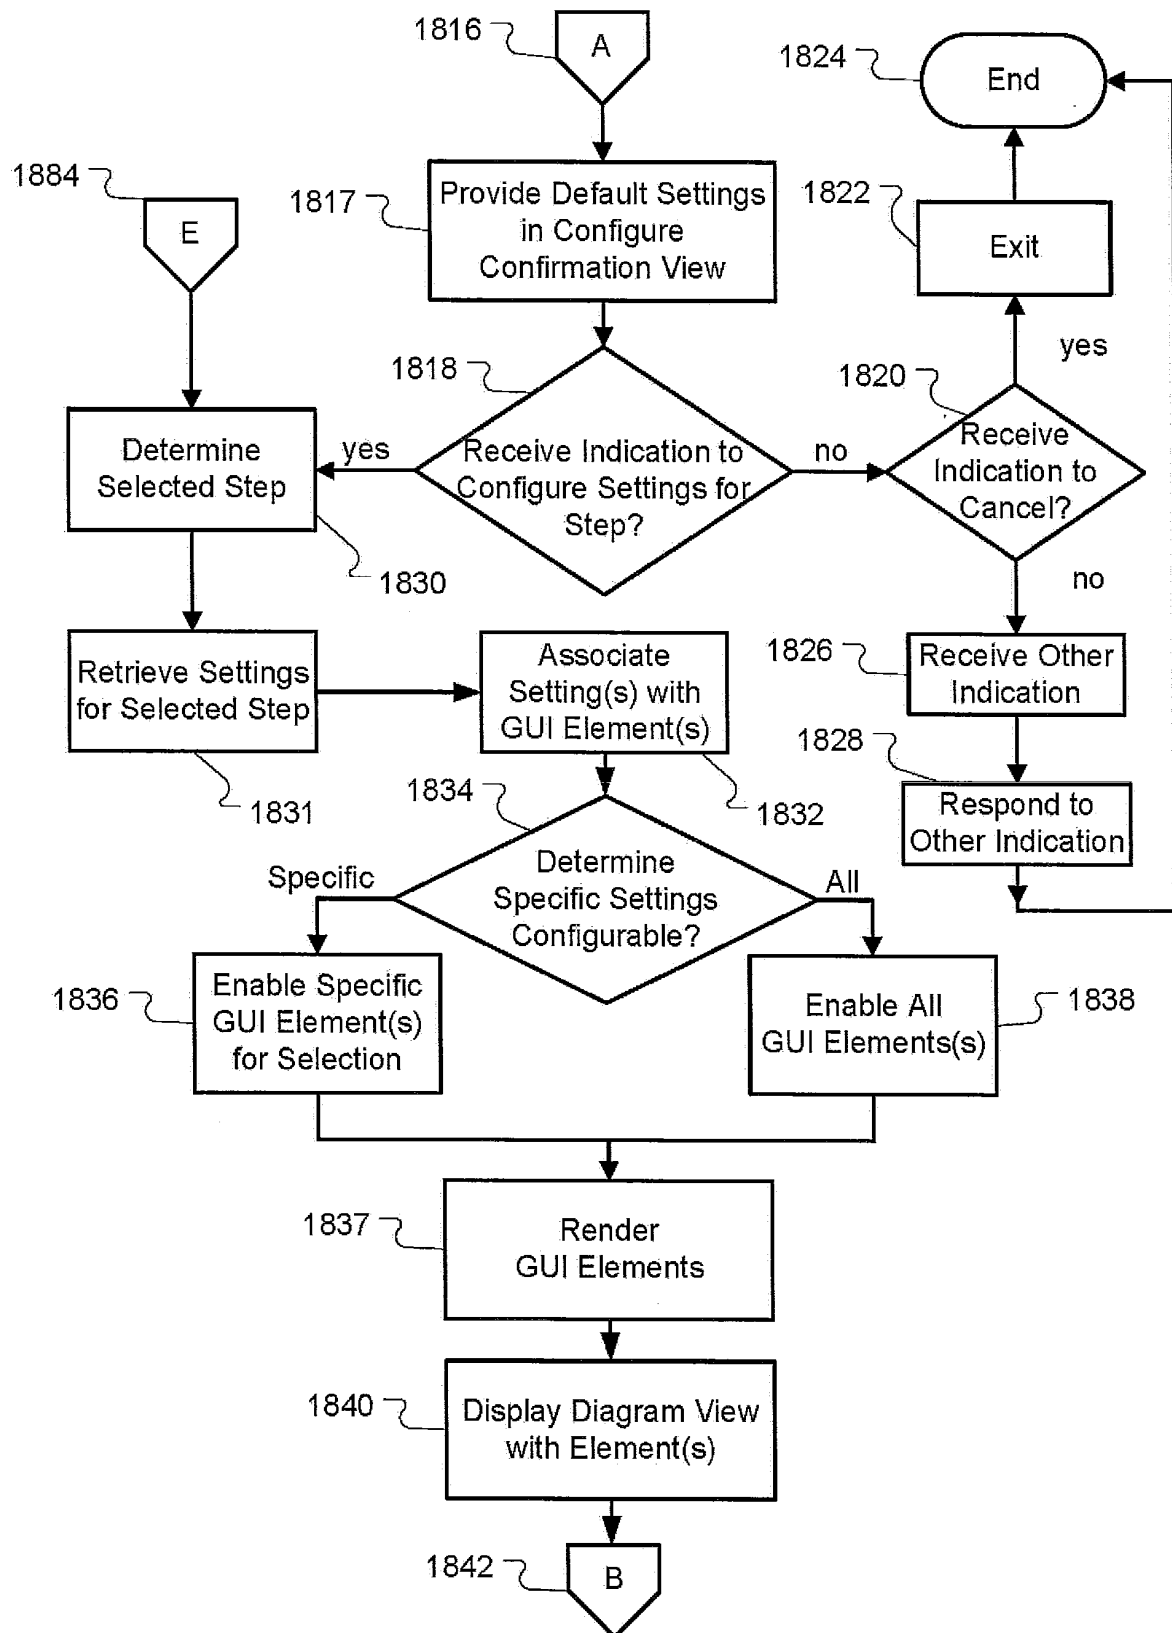 1816
A
1824
End
1884
E
1817
Provide Default Settings
in Configure
Confirmation View
1822
Exit
yes
1818
1820
Determine
Selected Step
yes
Receive Indication to
Configure Settings for
Step?
no
Receive
Indication to
Cancel?
1830
no
Retrieve Settings
for Selected Step
Associate
Setting(s) with
GUI Element(s)
1826
Receive Other
Indication
1831
1834
1832
1828
Respond to
Other Indication
Specific
Determine
Specific Settings
Configurable?
All
1836
Enable Specific
GUI Element(s)
for Selection
Enable All
GUI Elements(s)
1838
1837
Render
GUI Elements
1840
Display Diagram View
with Element(s)
1842
B